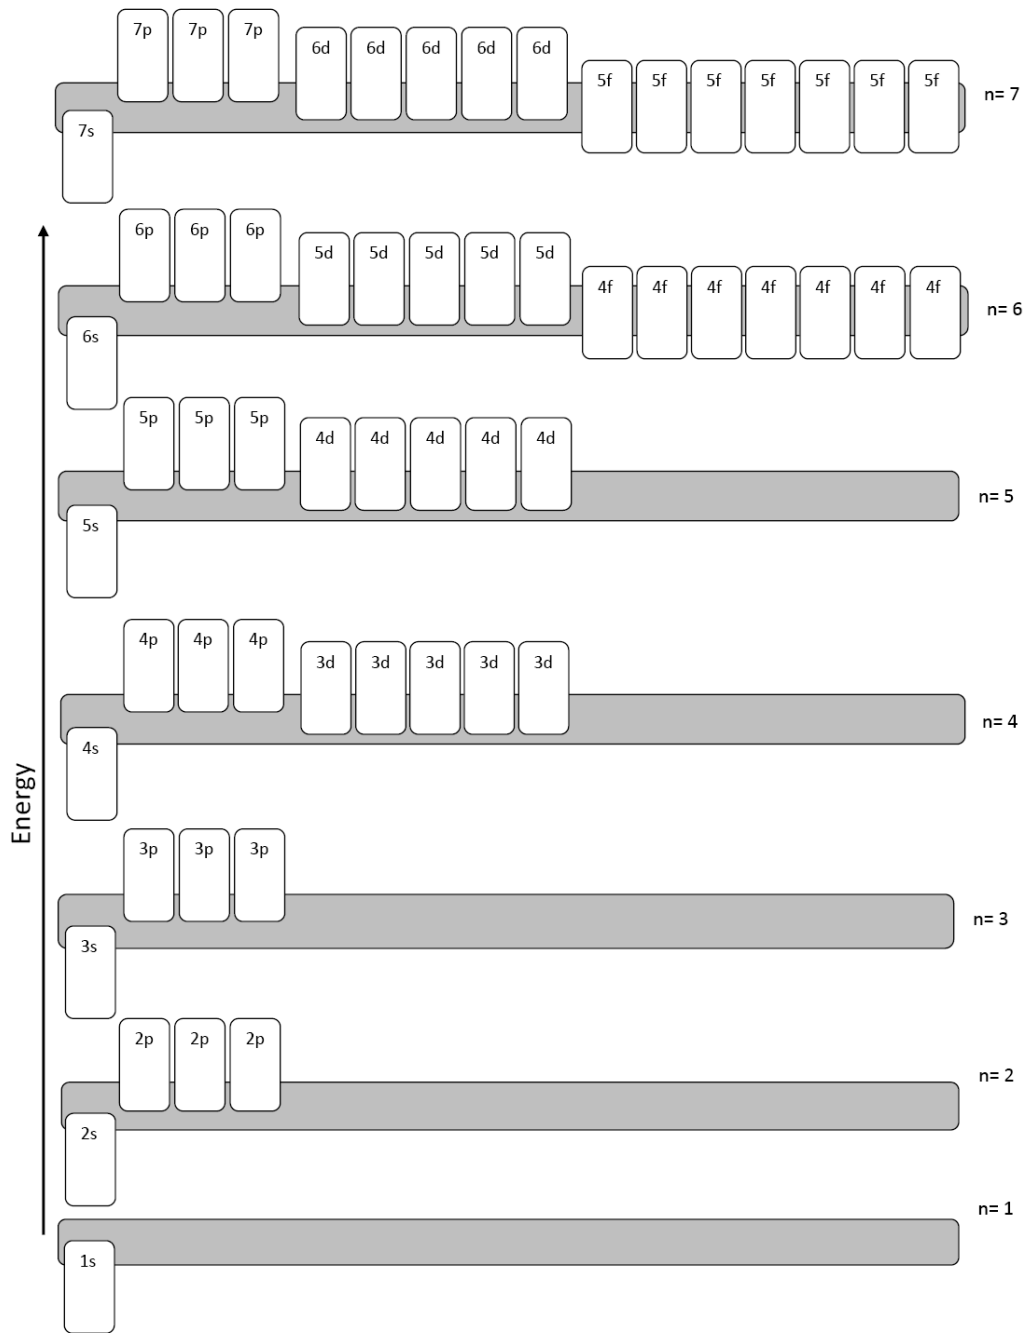 7p 7p 7p
6d 6d 6d 6d 6d
5f 5f 5f 5f 5f 5f 5f
n= 7
7s
6p 6p 6p
5d 5d 5d 5d 5d
4f 4f 4f 4f 4f 4f 4f
n= 6
6s
5p 5p 5p
4d 4d 4d 4d 4d
n= 5
5s
4p 4p 4p
3d 3d 3d 3d 3d
n= 4
4s
Energy
3p 3p 3p
n= 3
3s
2p 2p 2p
n= 2
2s
n= 1
1s